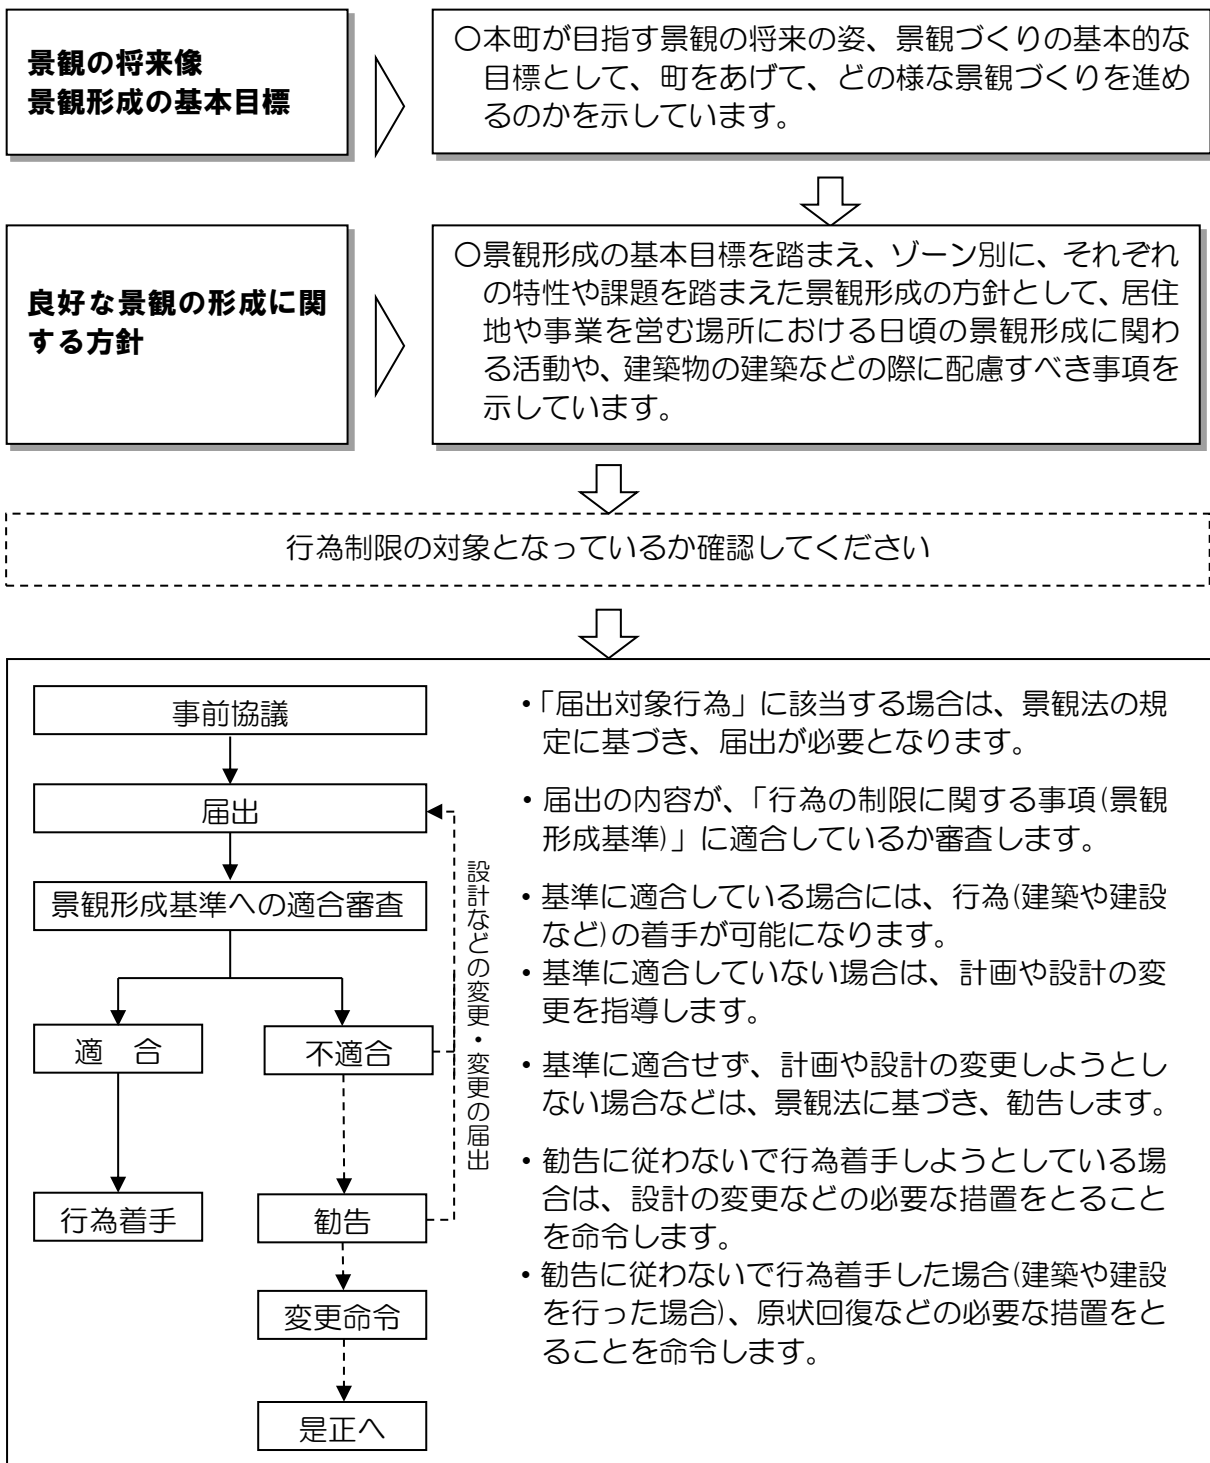 景観の将来像
景観形成の基本目標
〇本町が目指す景観の将来の姿、景観づくりの基本的な
目標として、町をあげて、どの様な景観づくりを進め
るのかを示しています。
良好な景観の形成に関
する方針
〇景観形成の基本目標を踏まえ、ゾーン別に、それぞれ
の特性や課題を踏まえた景観形成の方針として、居住
地や事業を営む場所における日頃の景観形成に関わ
る活動や、建築物の建築などの際に配慮すべき事項を
示しています。
行為制限の対象となっているか確認してください
事前協議
届出
景観形成基準への適合審査
適　合
不適合
行為着手
勧告
変更命令
是正へ
設計などの変更・変更の届出
・「届出対象行為」に該当する場合は、景観法の規
定に基づき、届出が必要となります。
・届出の内容が、「行為の制限に関する事項(景観
形成基準)」に適合しているか審査します。
・基準に適合している場合には、行為(建築や建設
など)の着手が可能になります。
・基準に適合していない場合は、計画や設計の変
更を指導します。
・基準に適合せず、計画や設計の変更しようとし
ない場合などは、景観法に基づき、勧告します。
・勧告に従わないで行為着手しようとしている場
合は、設計の変更などの必要な措置をとること
を命令します。
・勧告に従わないで行為着手した場合(建築や建設
を行った場合)、原状回復などの必要な措置をと
ることを命令します。